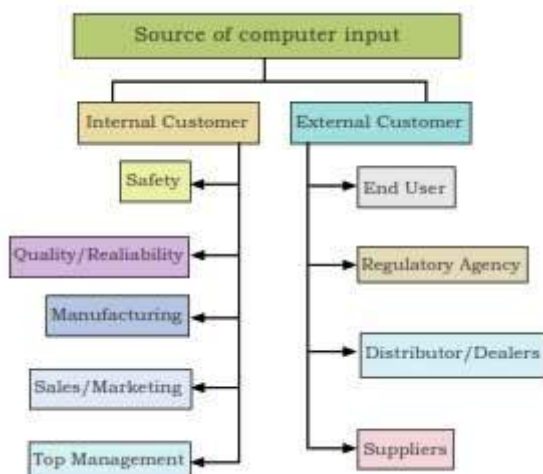 Source of computer input
Internal Customer
External Customer
Safety
Quality/Realiability
Manufacturing
Sales/Marketing
Top Management
End User
Regulatory Agency
Distributor/Dealers
Suppliers